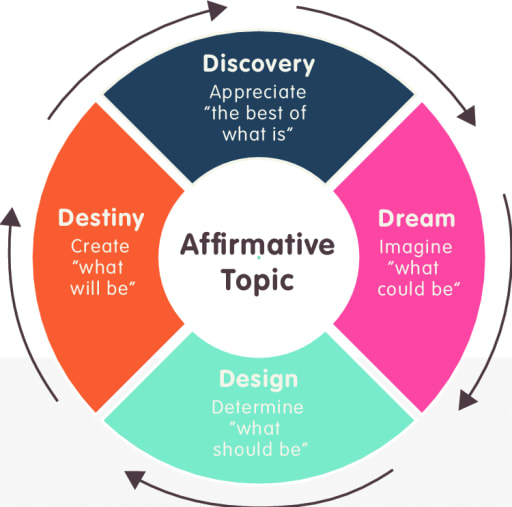 Discovery
Appreciate
“the best of
what is”
Destiny
Create
“what
will be”
Affirmative
Topic
Dream
Imagine
“what
could be”
Design
Determine
“what
should be”